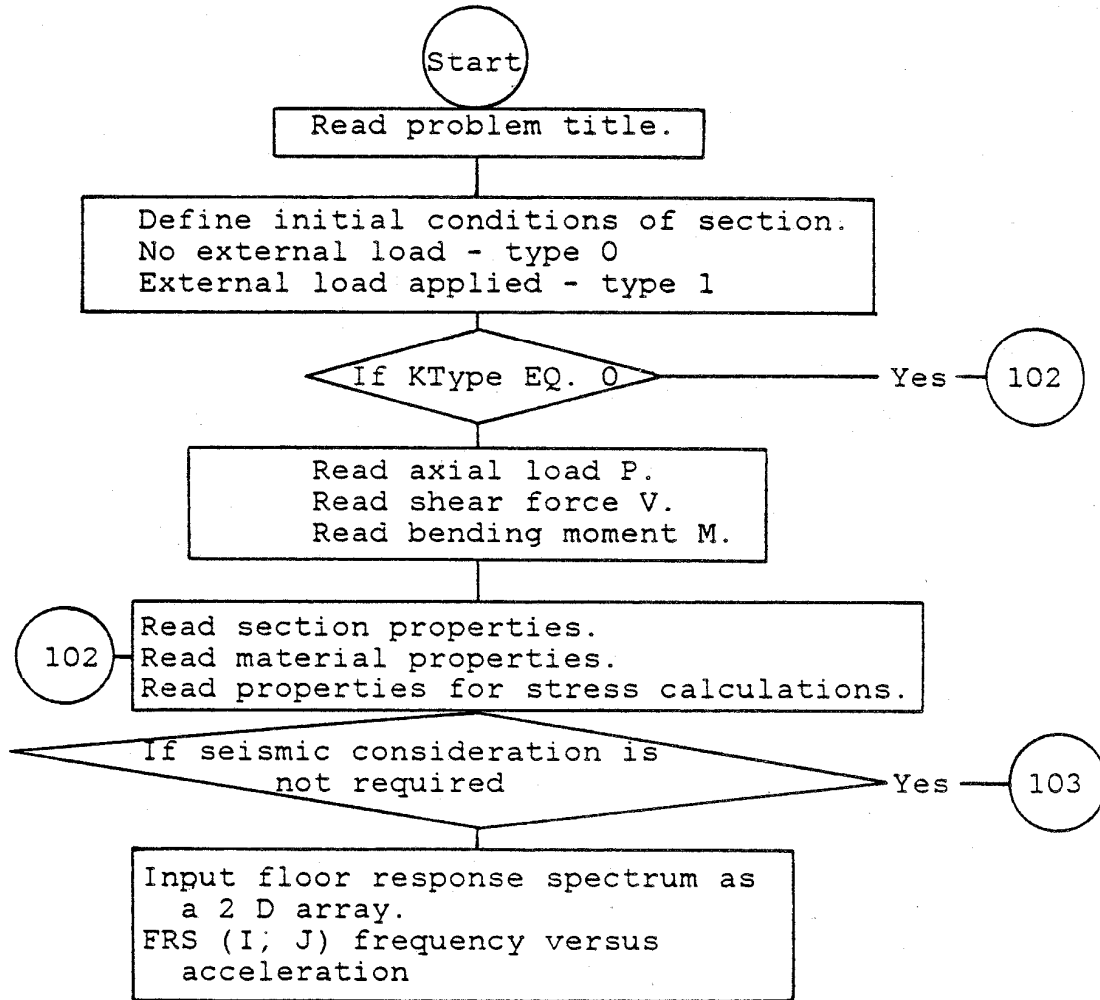 Start
Read problem title.
Define initial conditions of section.
No external load - type 0
External load applied - type 1
If KType EQ. 0
Yes
102
Read axial load P.
Read shear force V.
Read bending moment M.
102
Read section properties.
Read material properties.
Read properties for stress calculations.
If seismic consideration is
not required
Yes
103
Input floor response spectrum as
a 2 D array.
FRS (I, J) frequency versus
acceleration